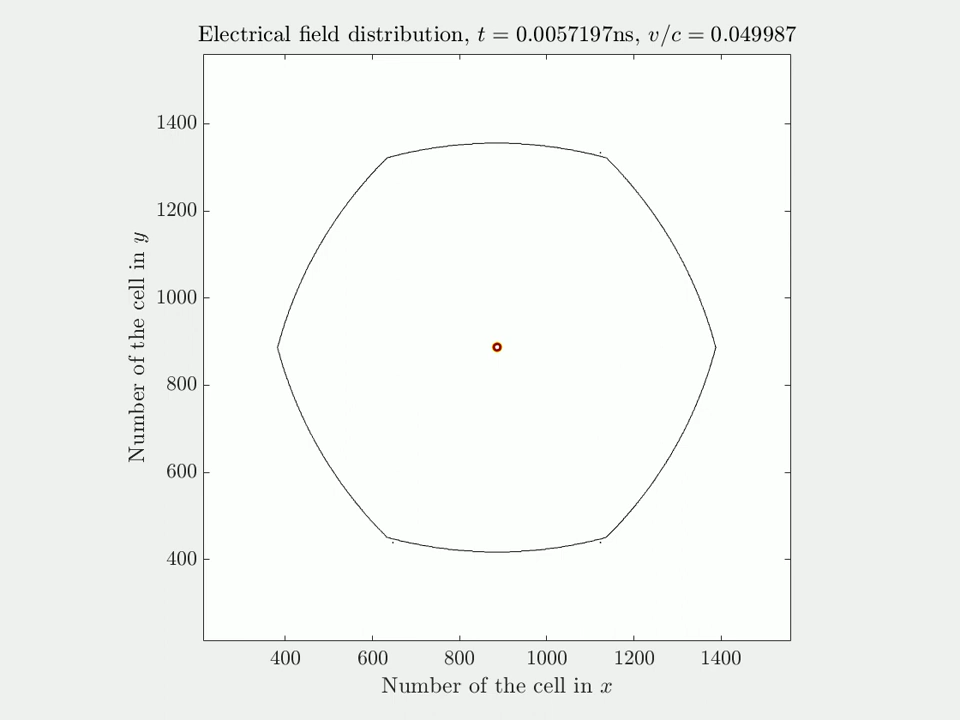 Electrical field distribution, t = 0.0057197ns, v/c = 0.049987
1400
1200
1000
800
600
400
Number of the cell in y
400 600 800 1000 1200 1400
Number of the cell in x